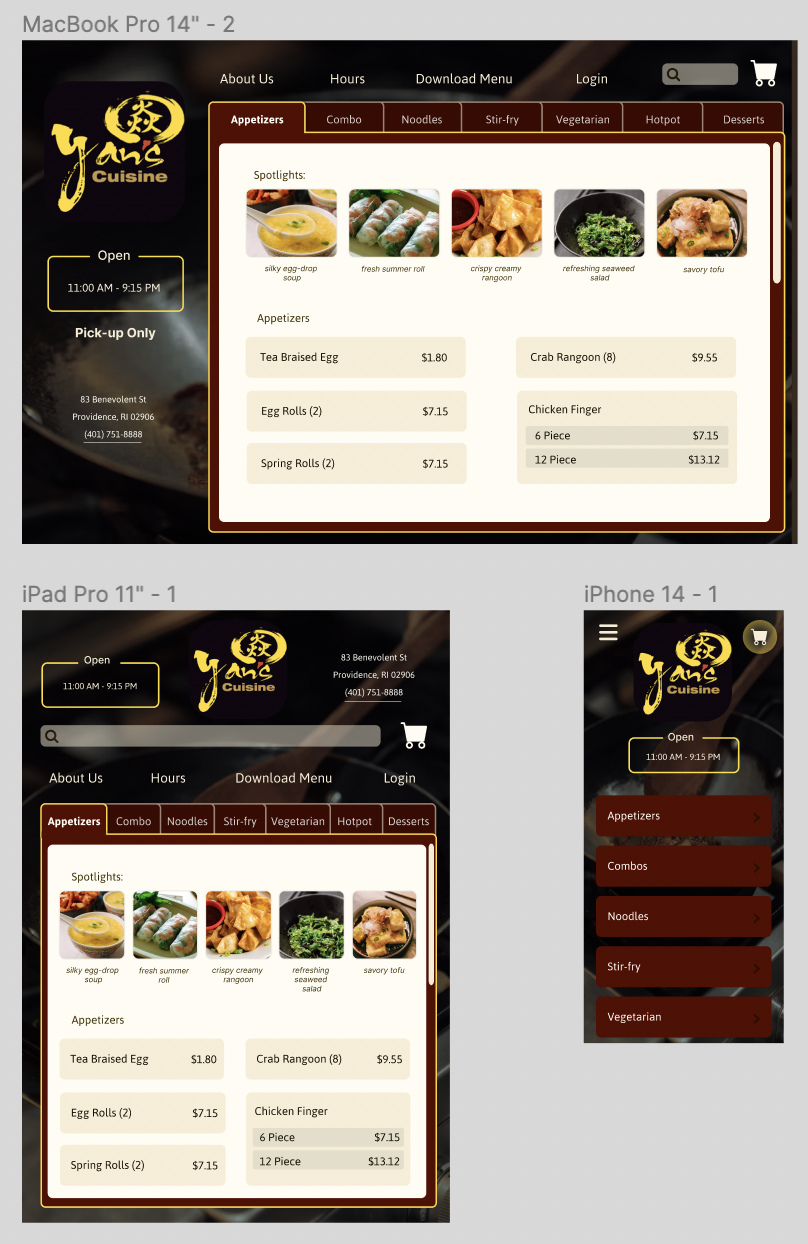 MacBook Pro 14" - 2
About Us
Hours
Download Menu
Login
炎
Yan's
Cuisine
Open
11:00 AM - 9:15 PM
Pick-up Only
83 Benevolent St
Providence, RI 02906
(401) 751-8888
Appetizers
Combo
Noodles
Stir-fry
Vegetarian
Hotpot
Desserts
Spotlights:
silky egg-drop
soup
fresh summer roll
crispy creamy
rangoon
refreshing seaweed
salad
savory tofu
Appetizers
Tea Braised Egg $1.80
Crab Rangoon (8) $9.55
Egg Rolls (2) $7.15
Chicken Finger
6 Piece $7.15
12 Piece $13.12
Spring Rolls (2) $7.15
iPad Pro 11" - 1
Open
11:00 AM - 9:15 PM
炎
Yan's
Cuisine
83 Benevolent St
Providence, RI 02906
(401) 751-8888
About Us
Hours
Download Menu
Login
Appetizers
Combo
Noodles
Stir-fry
Vegetarian
Hotpot
Desserts
Spotlights:
silky egg-drop
soup
fresh summer
roll
crispy creamy
rangoon
refreshing
seaweed
salad
savory tofu
Appetizers
Tea Braised Egg $1.80
Crab Rangoon (8) $9.55
Egg Rolls (2) $7.15
Chicken Finger
6 Piece $7.15
12 Piece $13.12
Spring Rolls (2) $7.15
iPhone 14 - 1
炎
Yan's
Cuisine
Open
11:00 AM - 9:15 PM
Appetizers
Combos
Noodles
Stir-fry
Vegetarian